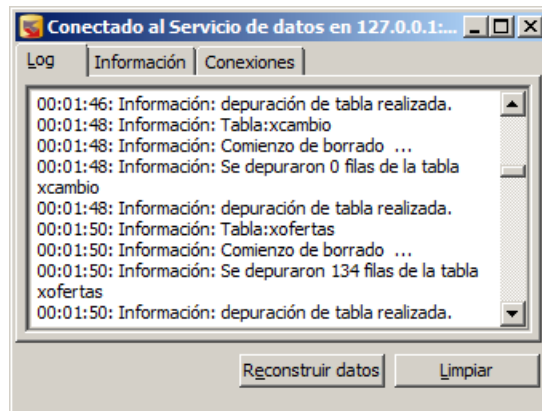 Conectado al Servicio de datos en 127.0.0.1:...
Log Información Conexiones
00:01:46: Información: depuración de tabla realizada.
00:01:48: Información: Tabla:xcambio
00:01:48: Información: Comienzo de borrado ...
00:01:48: Información: Se depuraron 0 filas de la tabla
xcambio
00:01:48: Información: depuración de tabla realizada.
00:01:50: Información: Tabla:xofertas
00:01:50: Información: Comienzo de borrado ...
00:01:50: Información: Se depuraron 134 filas de la tabla
xofertas
00:01:50: Información: depuración de tabla realizada.
Reconstruir datos Limpiar